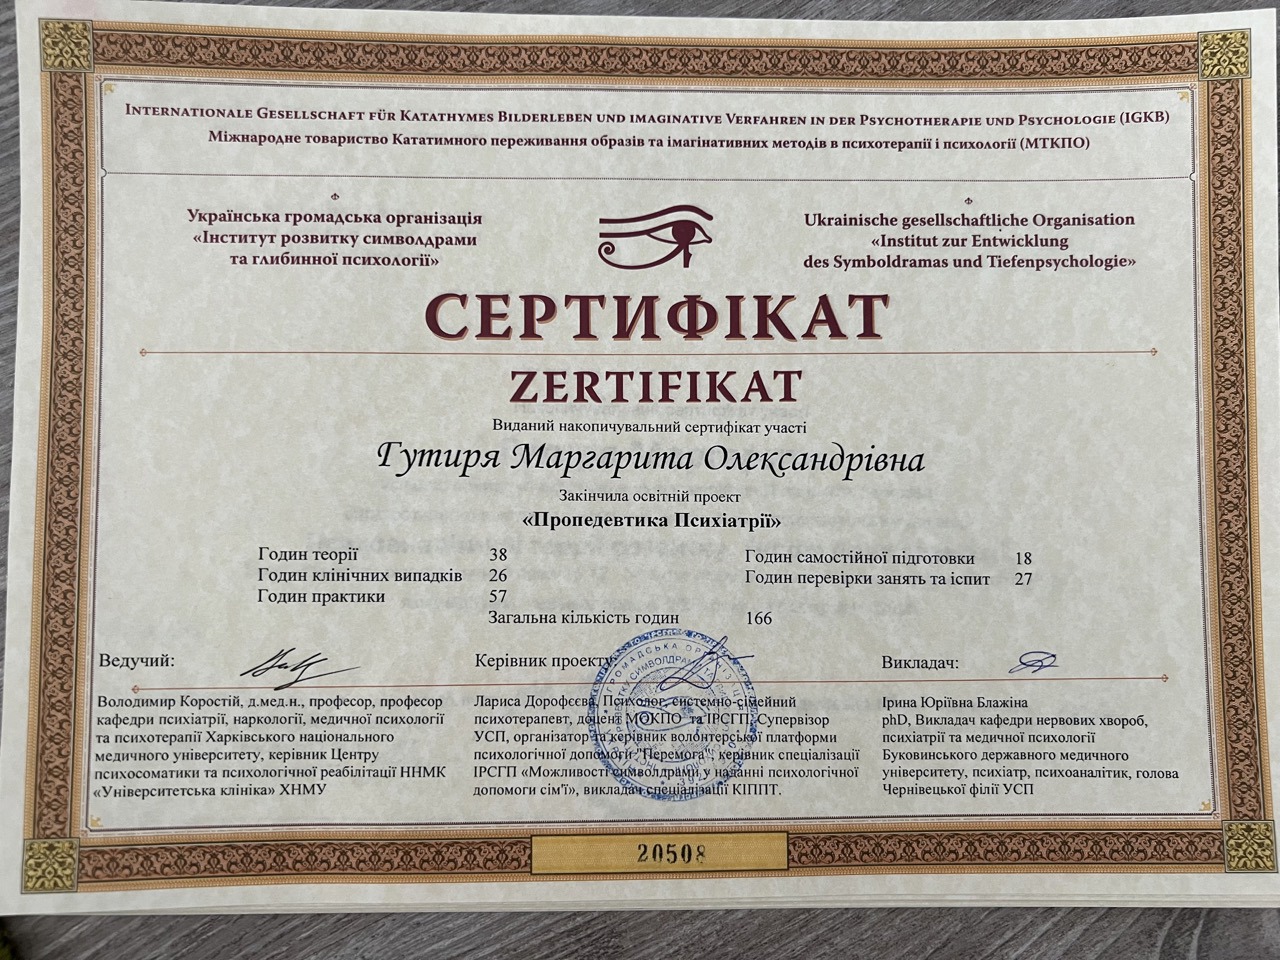 Internationale Gesellschaft für Katathymes Bilderleben und imaginative Verfahren in der Psychotherapie und Psychologie (IGKB)
Міжнародне товариство Кататимного переживання образів та імагінативних методів в психотерапії і психології (МТКПО)
Українська громадська організація
«Інститут розвитку символдрами
та глибинної психології»
Ukrainische gesellschaftliche Organisation
«Institut zur Entwicklung
des Symboldramas und Tiefenpsychologie»
СЕРТИФІКАТ
ZERTIFIKAT
Виданий накопичувальний сертифікат участі
Гутиря Маргарита Олександрівна
Закінчила освітній проект
«Пропедевтика Психіатрії»
Годин теорії 38
Годин клінічних випадків 26
Годин практики 57
Годин самостійної підготовки 18
Годин перевірки занять та іспит 27
Загальна кількість годин 166
Ведучий:
Володимир Коростій, д.мед.н., професор, професор
кафедри психіатрії, наркології, медичної психології
та психотерапії Харківського національного
медичного університету, керівник Центру
психосоматики та психологічної реабілітації ННМК
«Університетська клініка» ХНМУ
Керівник проекту:
Лариса Дорофєєва, Психолог, системно-сімейний
психотерапевт, доцент МОКПО та ІРСГП, Супервізор
УСП, організатор та керівник волонтерської платформи
психологічної допомоги "Перемога", керівник спеціалізації
ІРСГП «Можливості символдрами у наданні психологічної
допомоги сім'ї», викладач спеціалізації КІППТ.
Викладач:
Ірина Юріївна Блажіна
phD, Викладач кафедри нервових хвороб,
психіатрії та медичної психології
Буковинського державного медичного
університету, психіатр, психоаналітик, голова
Чернівецької філії УСП
20508